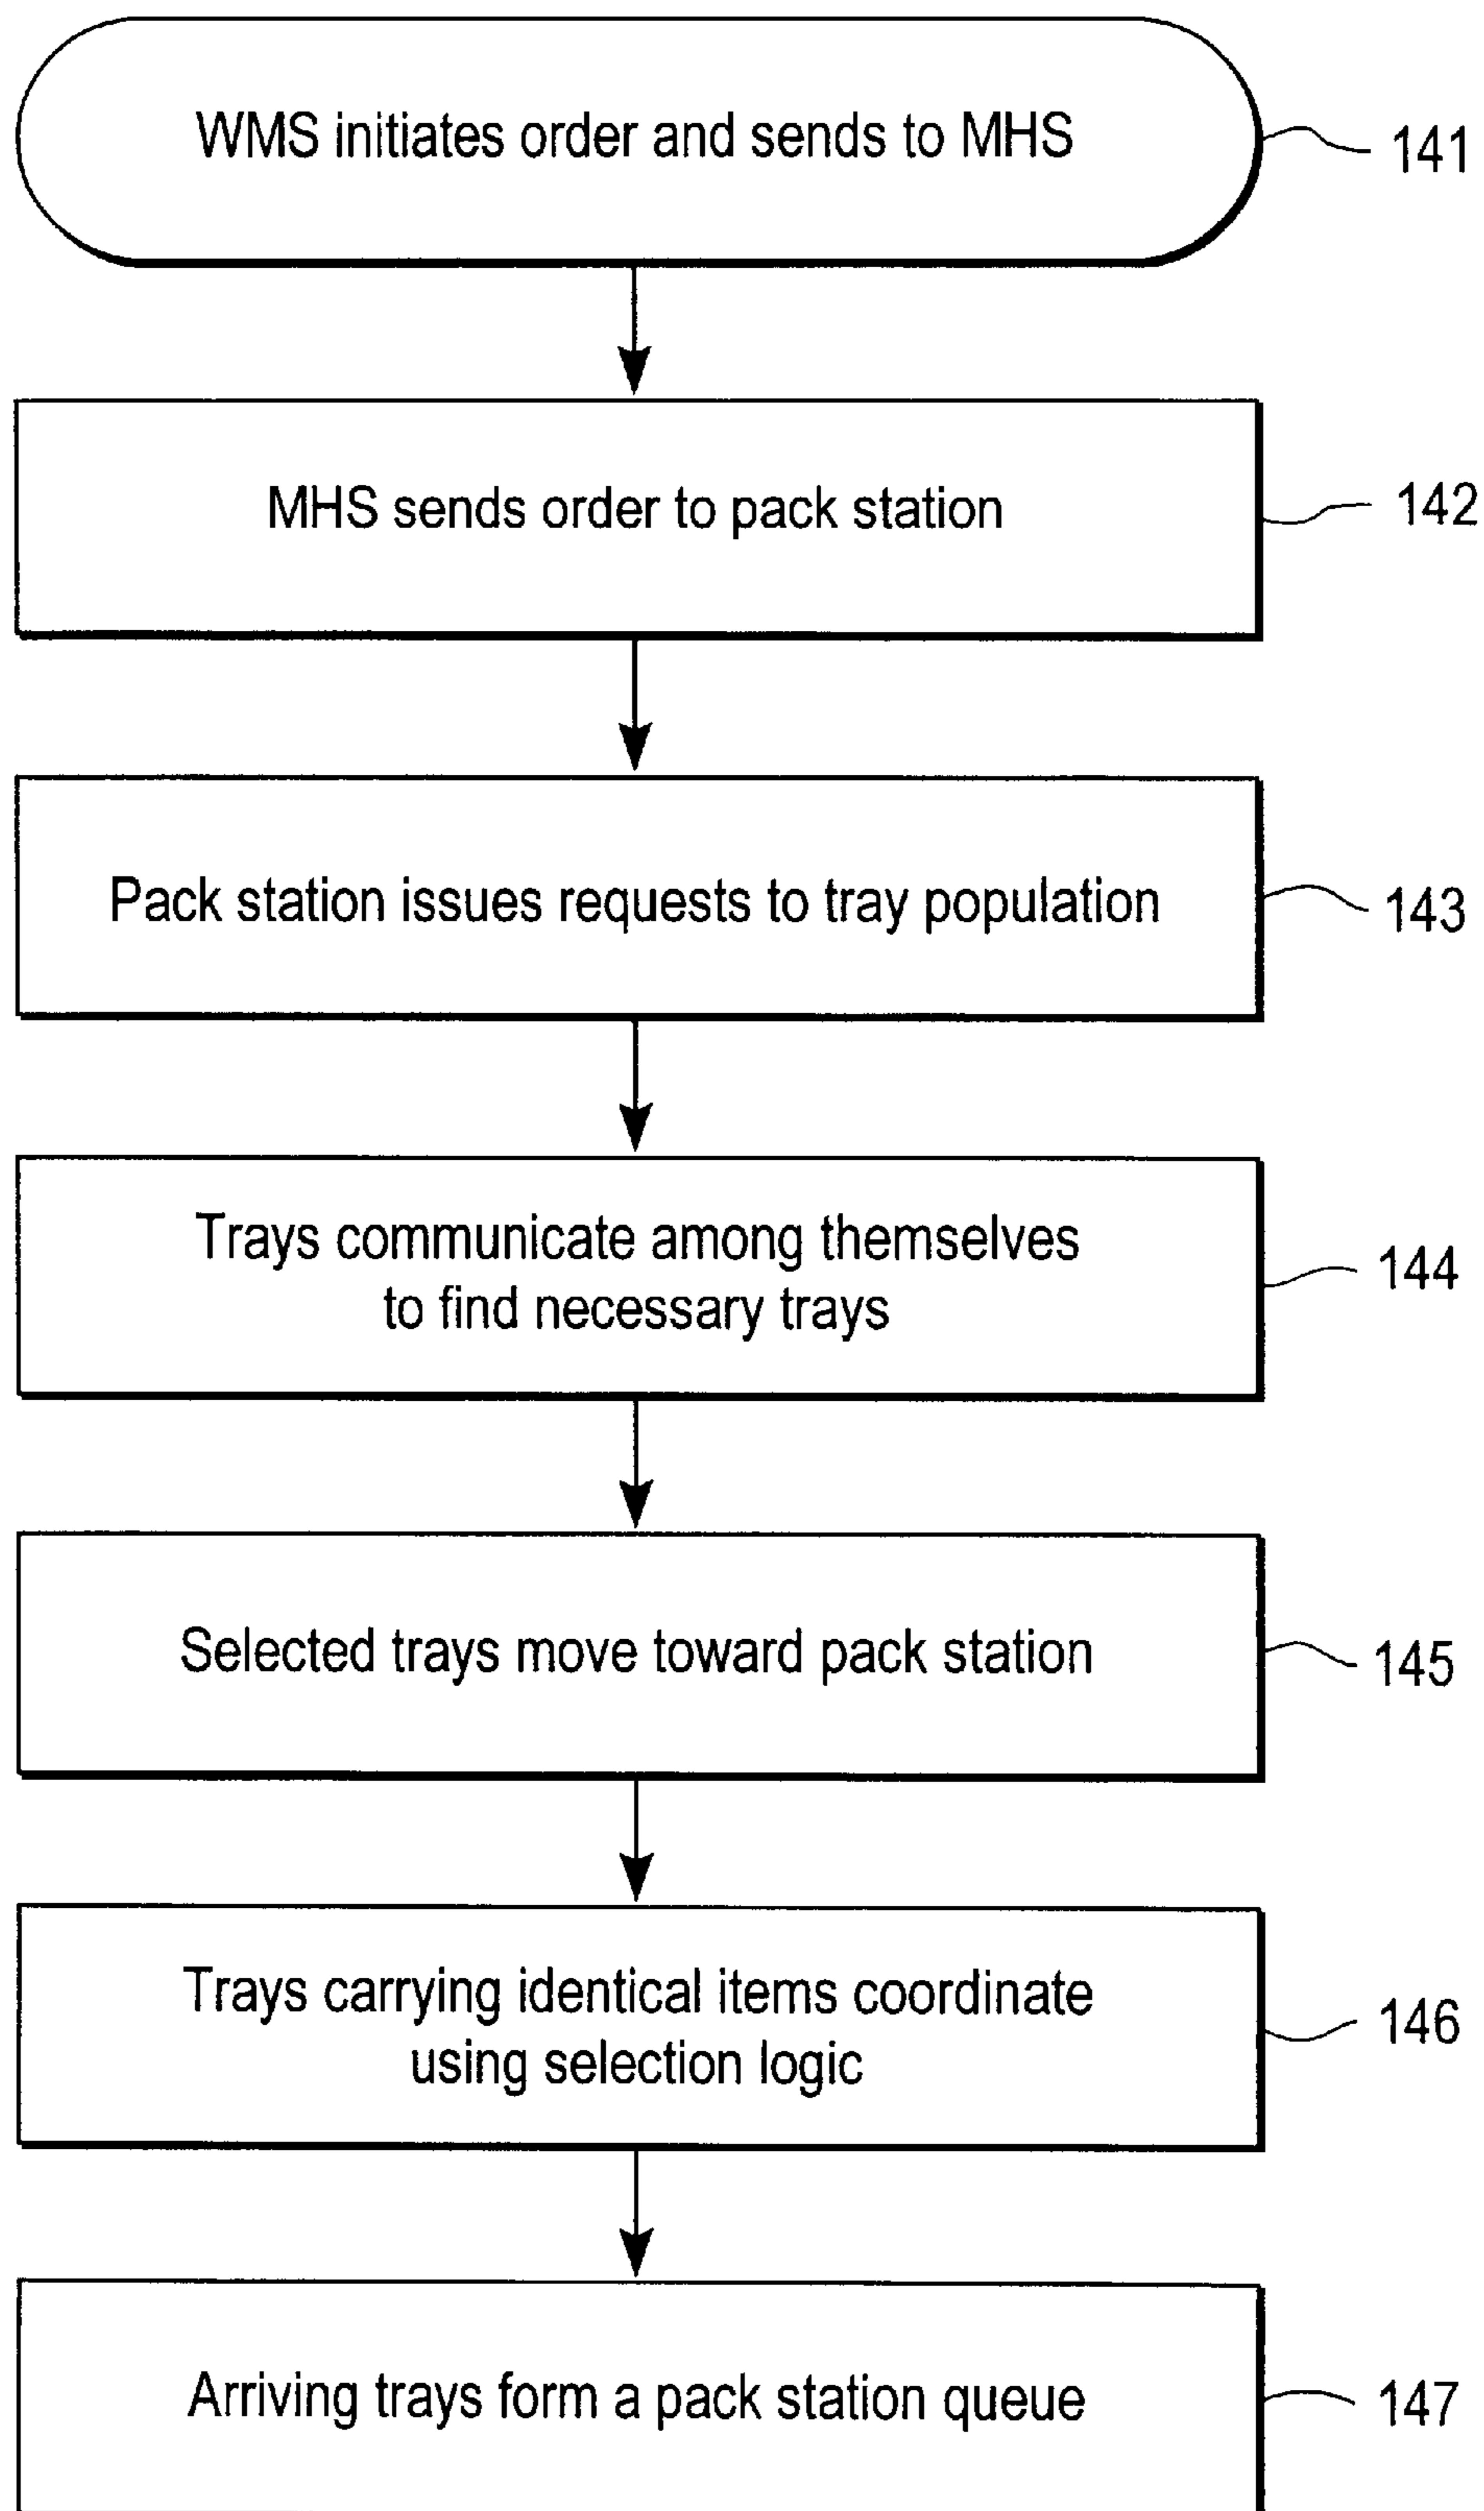 WMS initiates order and sends to MHS
141
MHS sends order to pack station
142
Pack station issues requests to tray population
143
Trays communicate among themselves
to find necessary trays
144
Selected trays move toward pack station
145
Trays carrying identical items coordinate
using selection logic
146
Arriving trays form a pack station queue
147